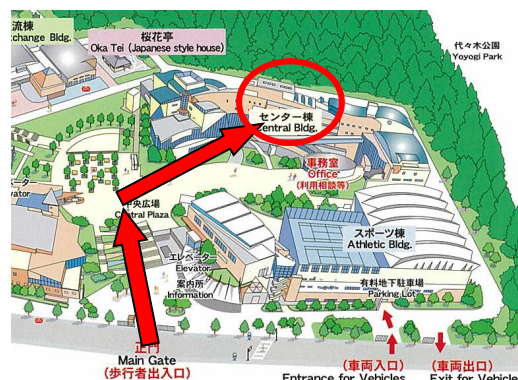 流棟
change Bldg.
桜花亭
Oka Tei (Japanese style house)
代々木公園
Yoyogi Park
センター棟
Central Bldg.
事務室
Office
(利用相談等)
中央広場
Central Plaza
スポーツ棟
Athletic Bldg.
エレベーター
Elevator
案内所
Information
有料地下駐車場
Parking Lot
正門
Main Gate
(歩行者出入口)
(車両入口)
Entrance for Vehicles
(車両出口)
Exit for Vehicle